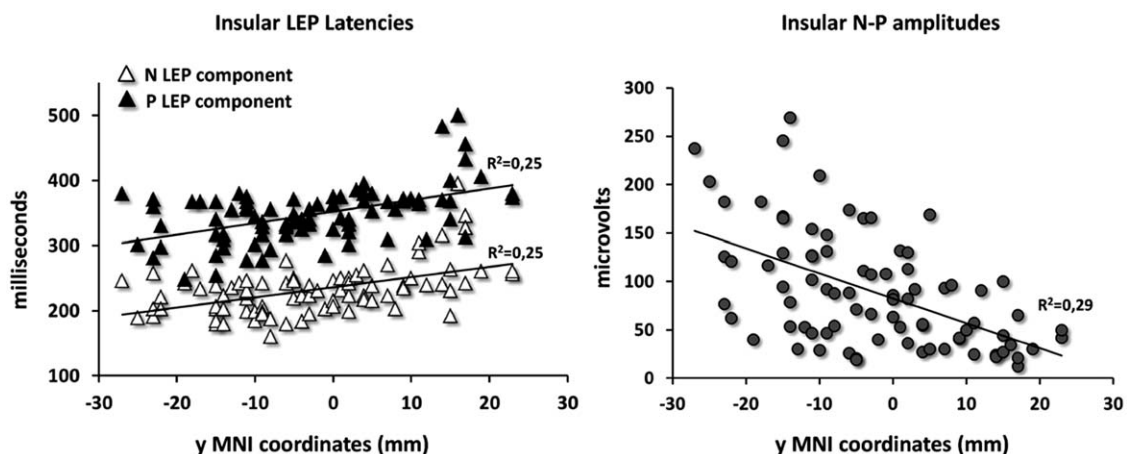 Insular LEP Latencies
N LEP component
P LEP component
milliseconds
500
400
300
200
100
R²=0,25
R²=0,25
-30 -20 -10 0 10 20 30
y MNI coordinates (mm)
Insular N-P amplitudes
microvolts
300
250
200
150
100
50
0
R²=0,29
-30 -20 -10 0 10 20 30
y MNI coordinates (mm)